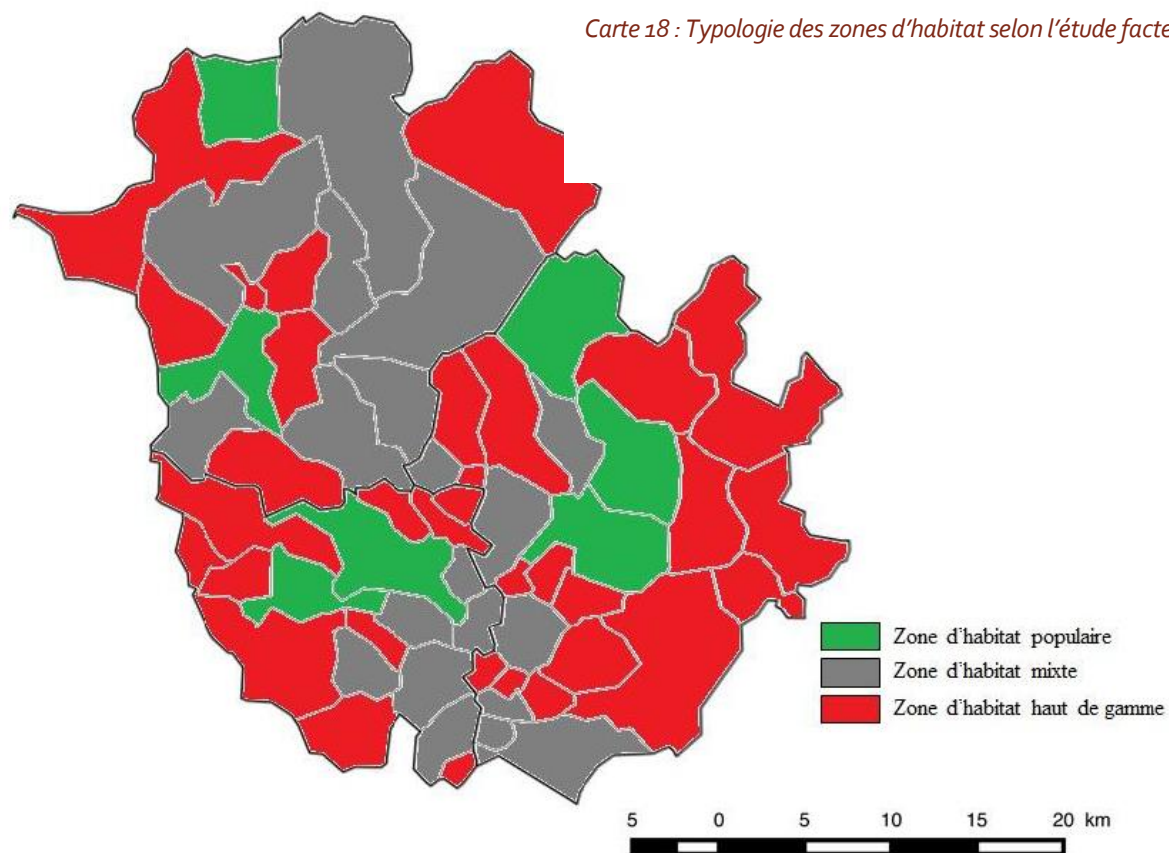 Carte 18 : Typologie des zones d'habitat selon l'étude
Zone d'habitat populaire
Zone d'habitat mixte
Zone d'habitat haut de gamme
5 0 5 10 15 20 km